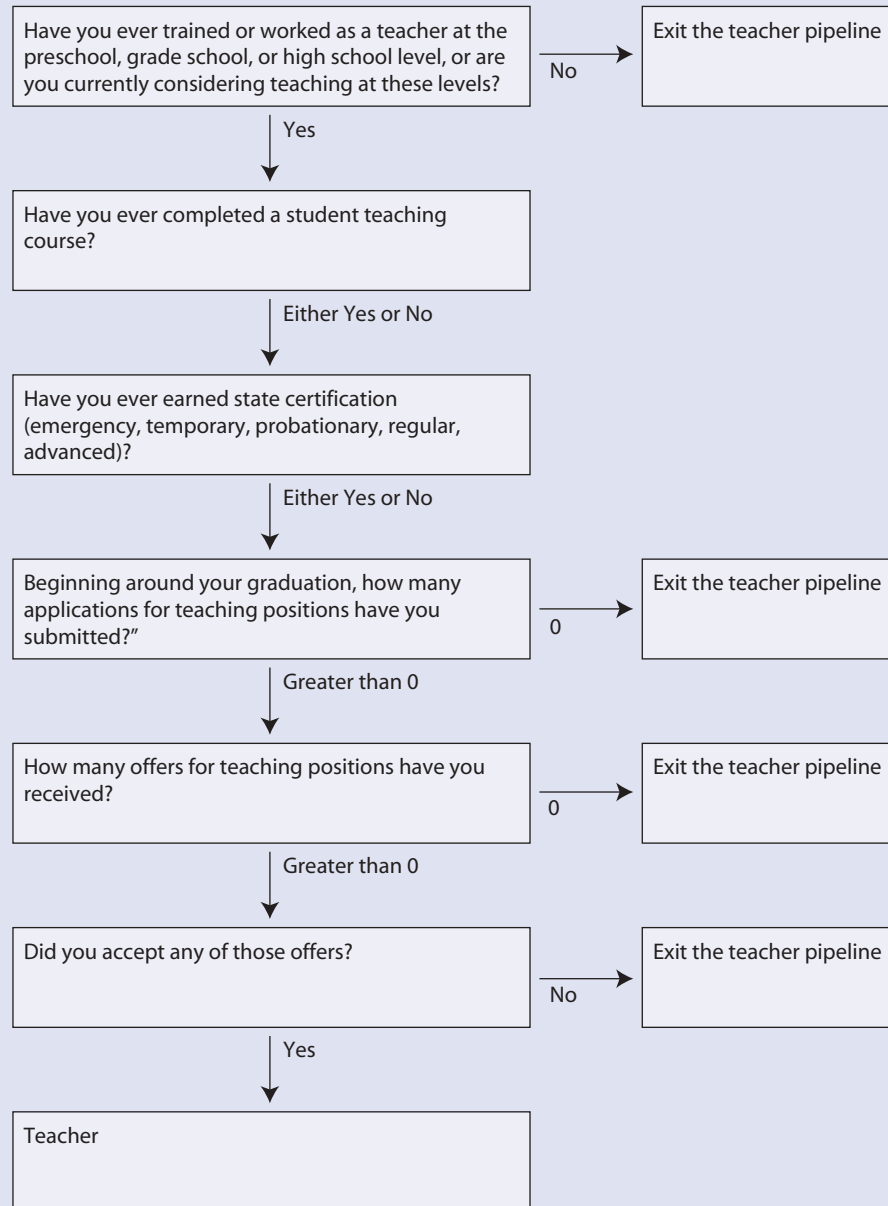 Have you ever trained or worked as a teacher at the
preschool, grade school, or high school level, or are
you currently considering teaching at these levels?
No
Exit the teacher pipeline
Yes
Have you ever completed a student teaching
course?
Either Yes or No
Have you ever earned state certification
(emergency, temporary, probationary, regular,
advanced)?
Either Yes or No
Beginning around your graduation, how many
applications for teaching positions have you
submitted?”
0
Exit the teacher pipeline
Greater than 0
How many offers for teaching positions have you
received?
0
Exit the teacher pipeline
Greater than 0
Did you accept any of those offers?
No
Exit the teacher pipeline
Yes
Teacher